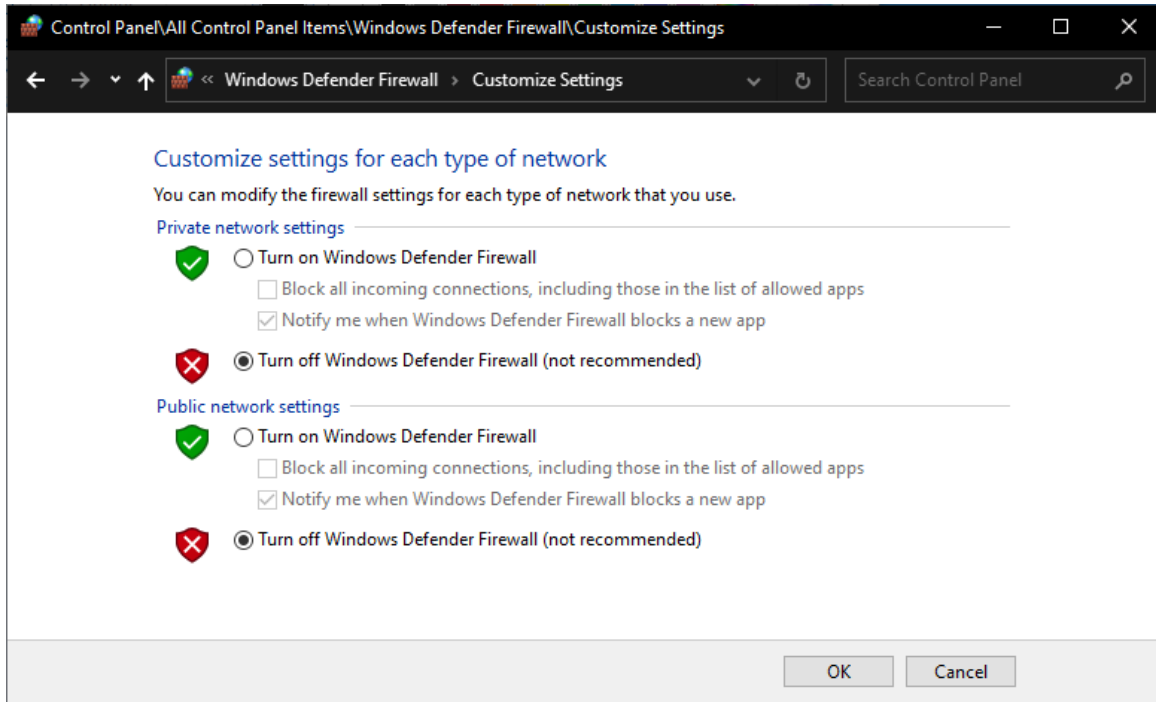 Control Panel\All Control Panel Items\Windows Defender Firewall\Customize Settings
« Windows Defender Firewall › Customize Settings
Search Control Panel
Customize settings for each type of network
You can modify the firewall settings for each type of network that you use.
Private network settings
Turn on Windows Defender Firewall
Block all incoming connections, including those in the list of allowed apps
Notify me when Windows Defender Firewall blocks a new app
Turn off Windows Defender Firewall (not recommended)
Public network settings
Turn on Windows Defender Firewall
Block all incoming connections, including those in the list of allowed apps
Notify me when Windows Defender Firewall blocks a new app
Turn off Windows Defender Firewall (not recommended)
OK Cancel